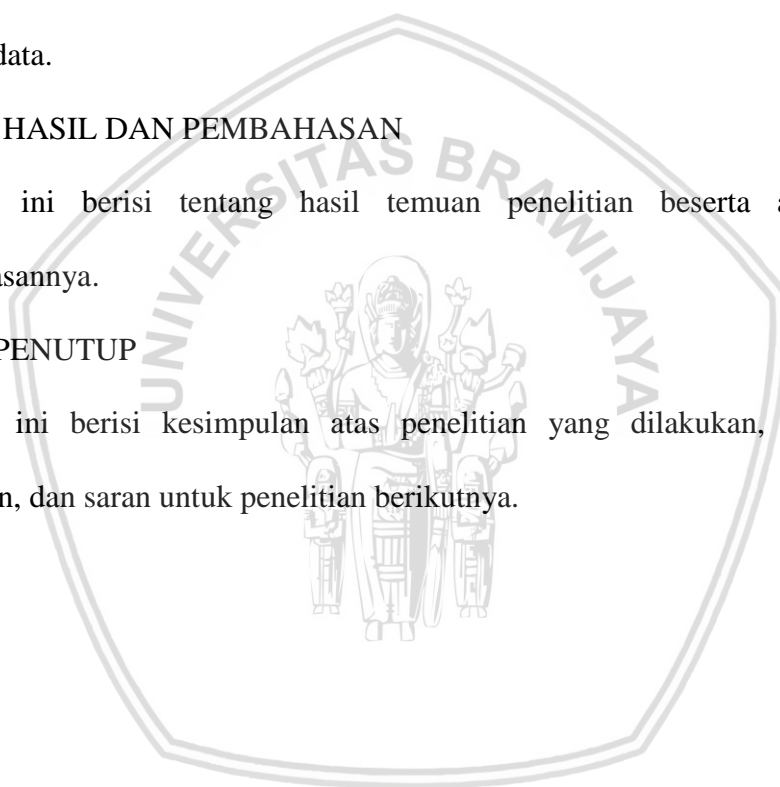 data.
HASIL DAN PEMBAHASAN
ini berisi tentang hasil temuan penelitian beserta
asannya.
PENUTUP
ini berisi kesimpulan atas penelitian yang dilakukan,
n, dan saran untuk penelitian berikutnya.
UNIVERSITAS BRAWIJAYA